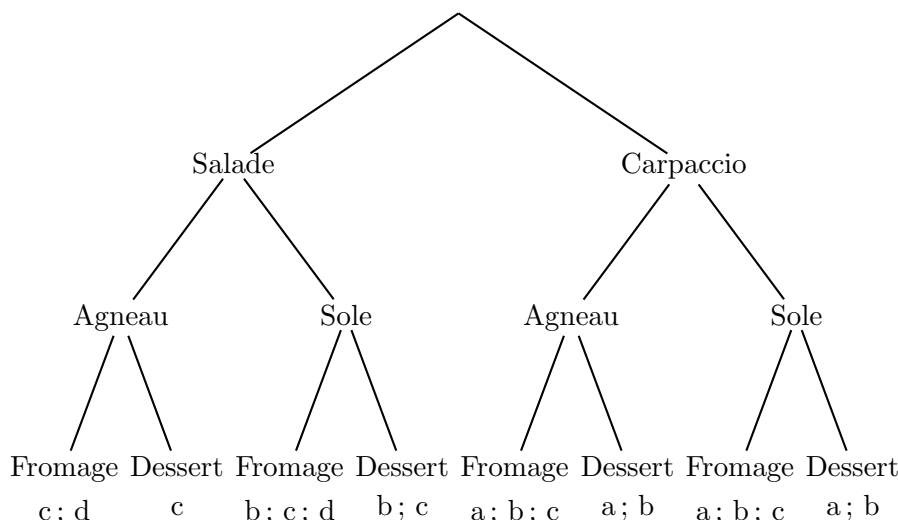 Salade Carpaccio
Agneau Sole Agneau Sole
Fromage Dessert Fromage Dessert Fromage Dessert Fromage Dessert
c ; d c b ; c ; d b ; c a ; b ; c a ; b a ; b ; c a ; b